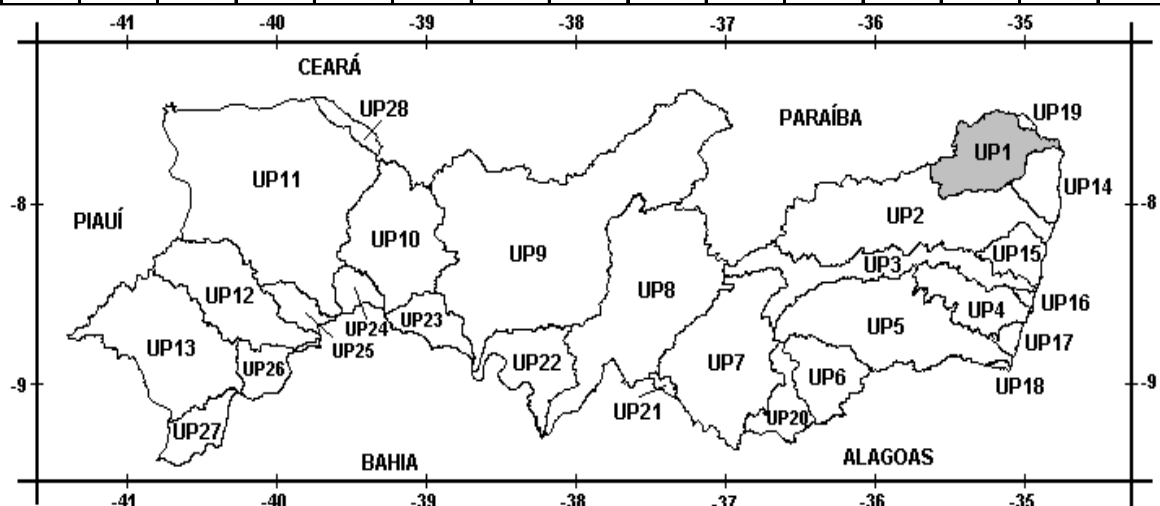 -41 -40 -39 -38 -37 -36 -35
CEARÁ
UP28
PARAÍBA
UP19
UP1
UP11
UP14
-8 PIAUÍ UP2 -8
UP10
UP9
UP15
UP3
UP12
UP8
UP16
UP24 UP23
UP4
UP5
UP25
UP17
UP13
UP26
UP22
UP7
UP6
UP18
-9 -9
UP21
UP20
UP27
BAHIA
ALAGOAS
-41 -40 -39 -38 -37 -36 -35